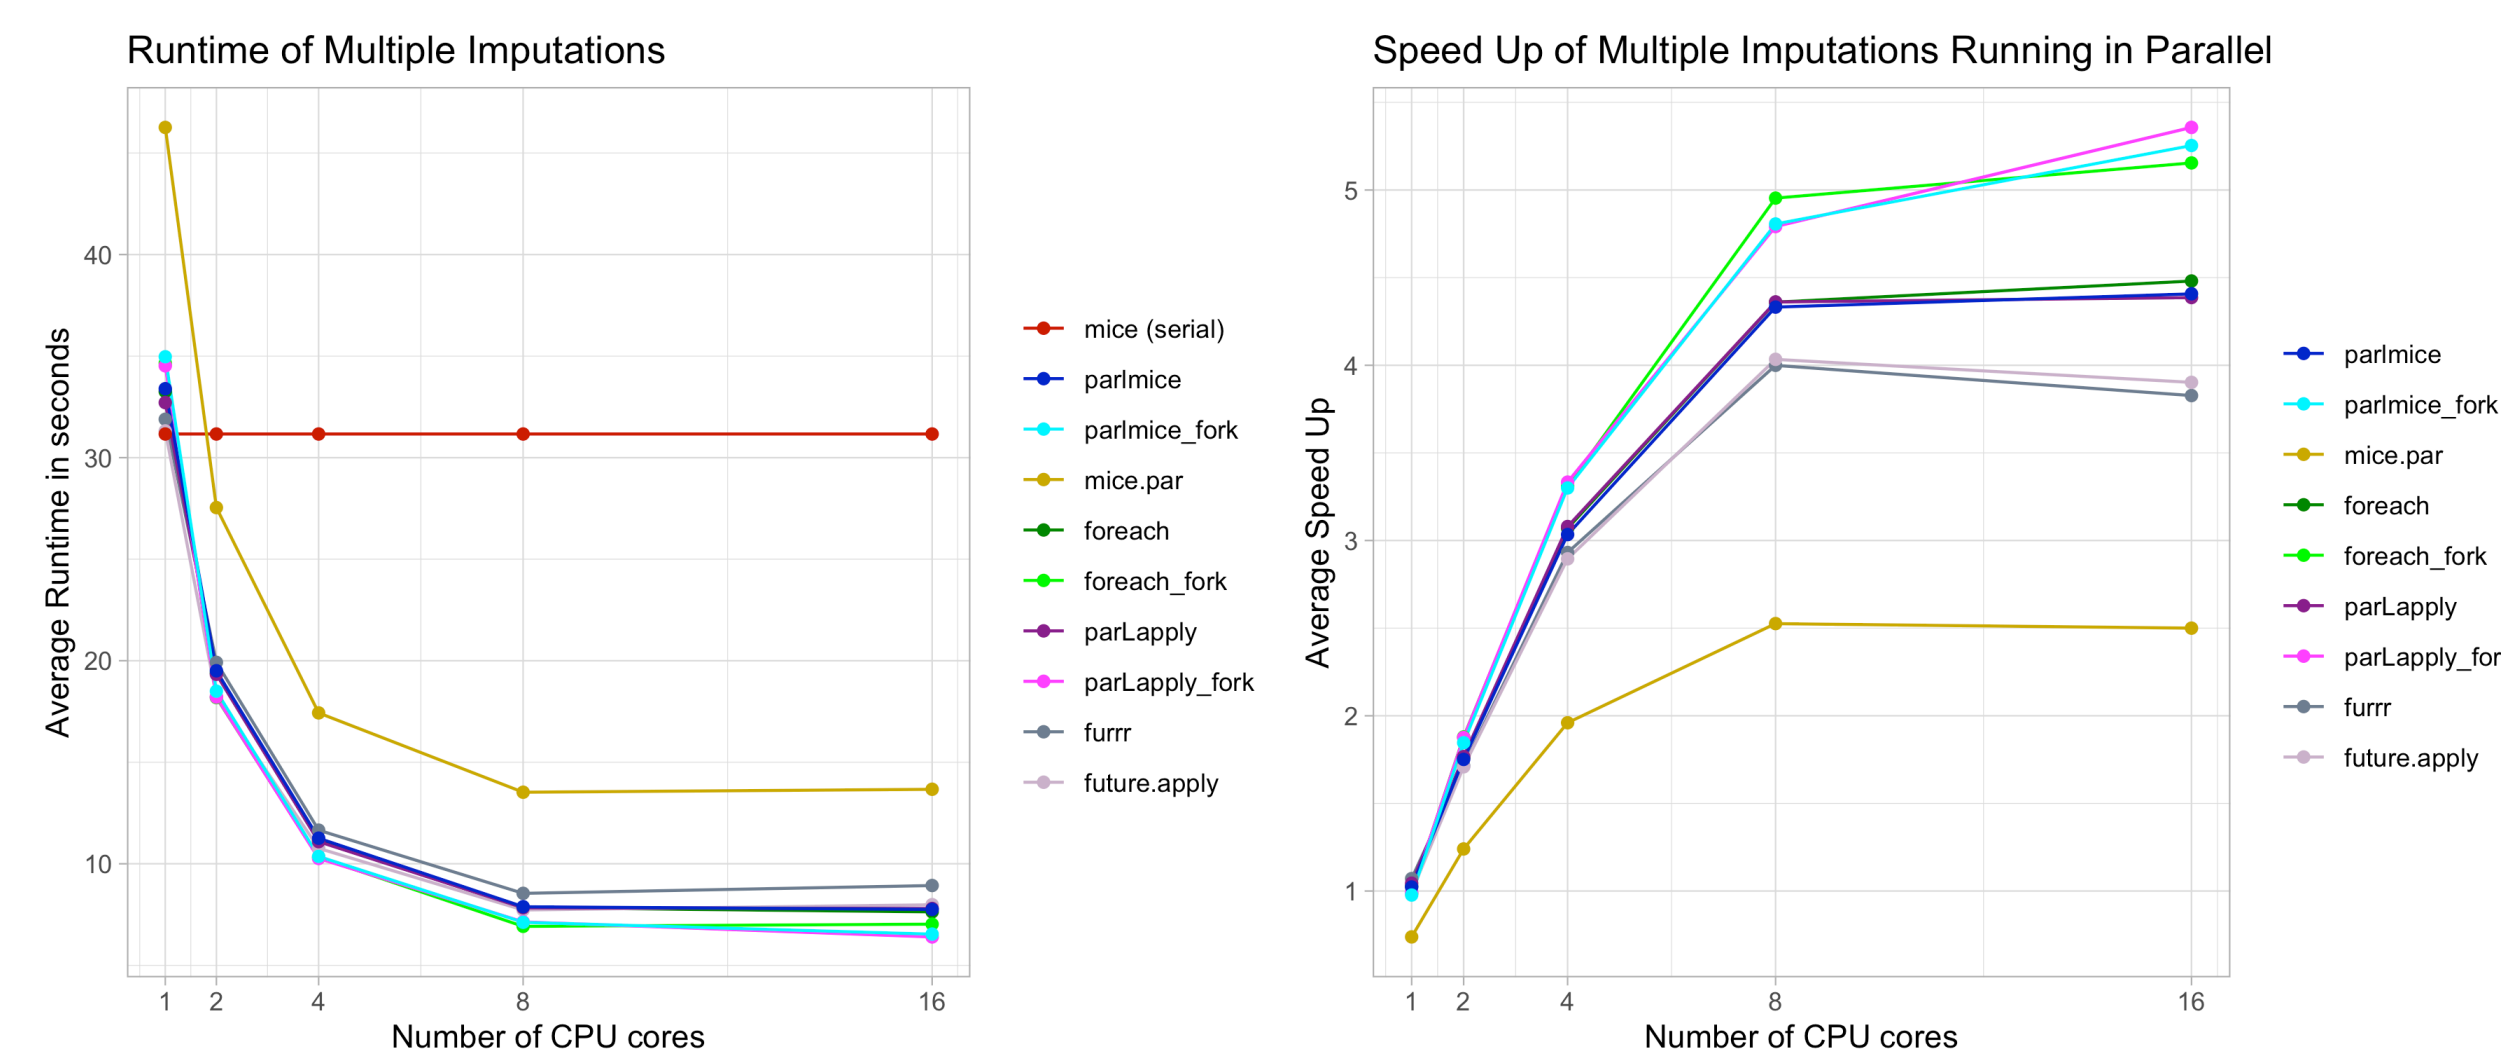 Runtime of Multiple Imputations
Average Runtime in seconds
40
30
20
10
1 2 4 8 16
Number of CPU cores
mice (serial)
parlmice
parlmice_fork
mice.par
foreach
foreach_fork
parLapply
parLapply_fork
furrr
future.apply
Speed Up of Multiple Imputations Running in Parallel
Average Speed Up
5
4
3
2
1
1 2 4 8 16
Number of CPU cores
parlmice
parlmice_fork
mice.par
foreach
foreach_fork
parLapply
parLapply_for
furrr
future.apply